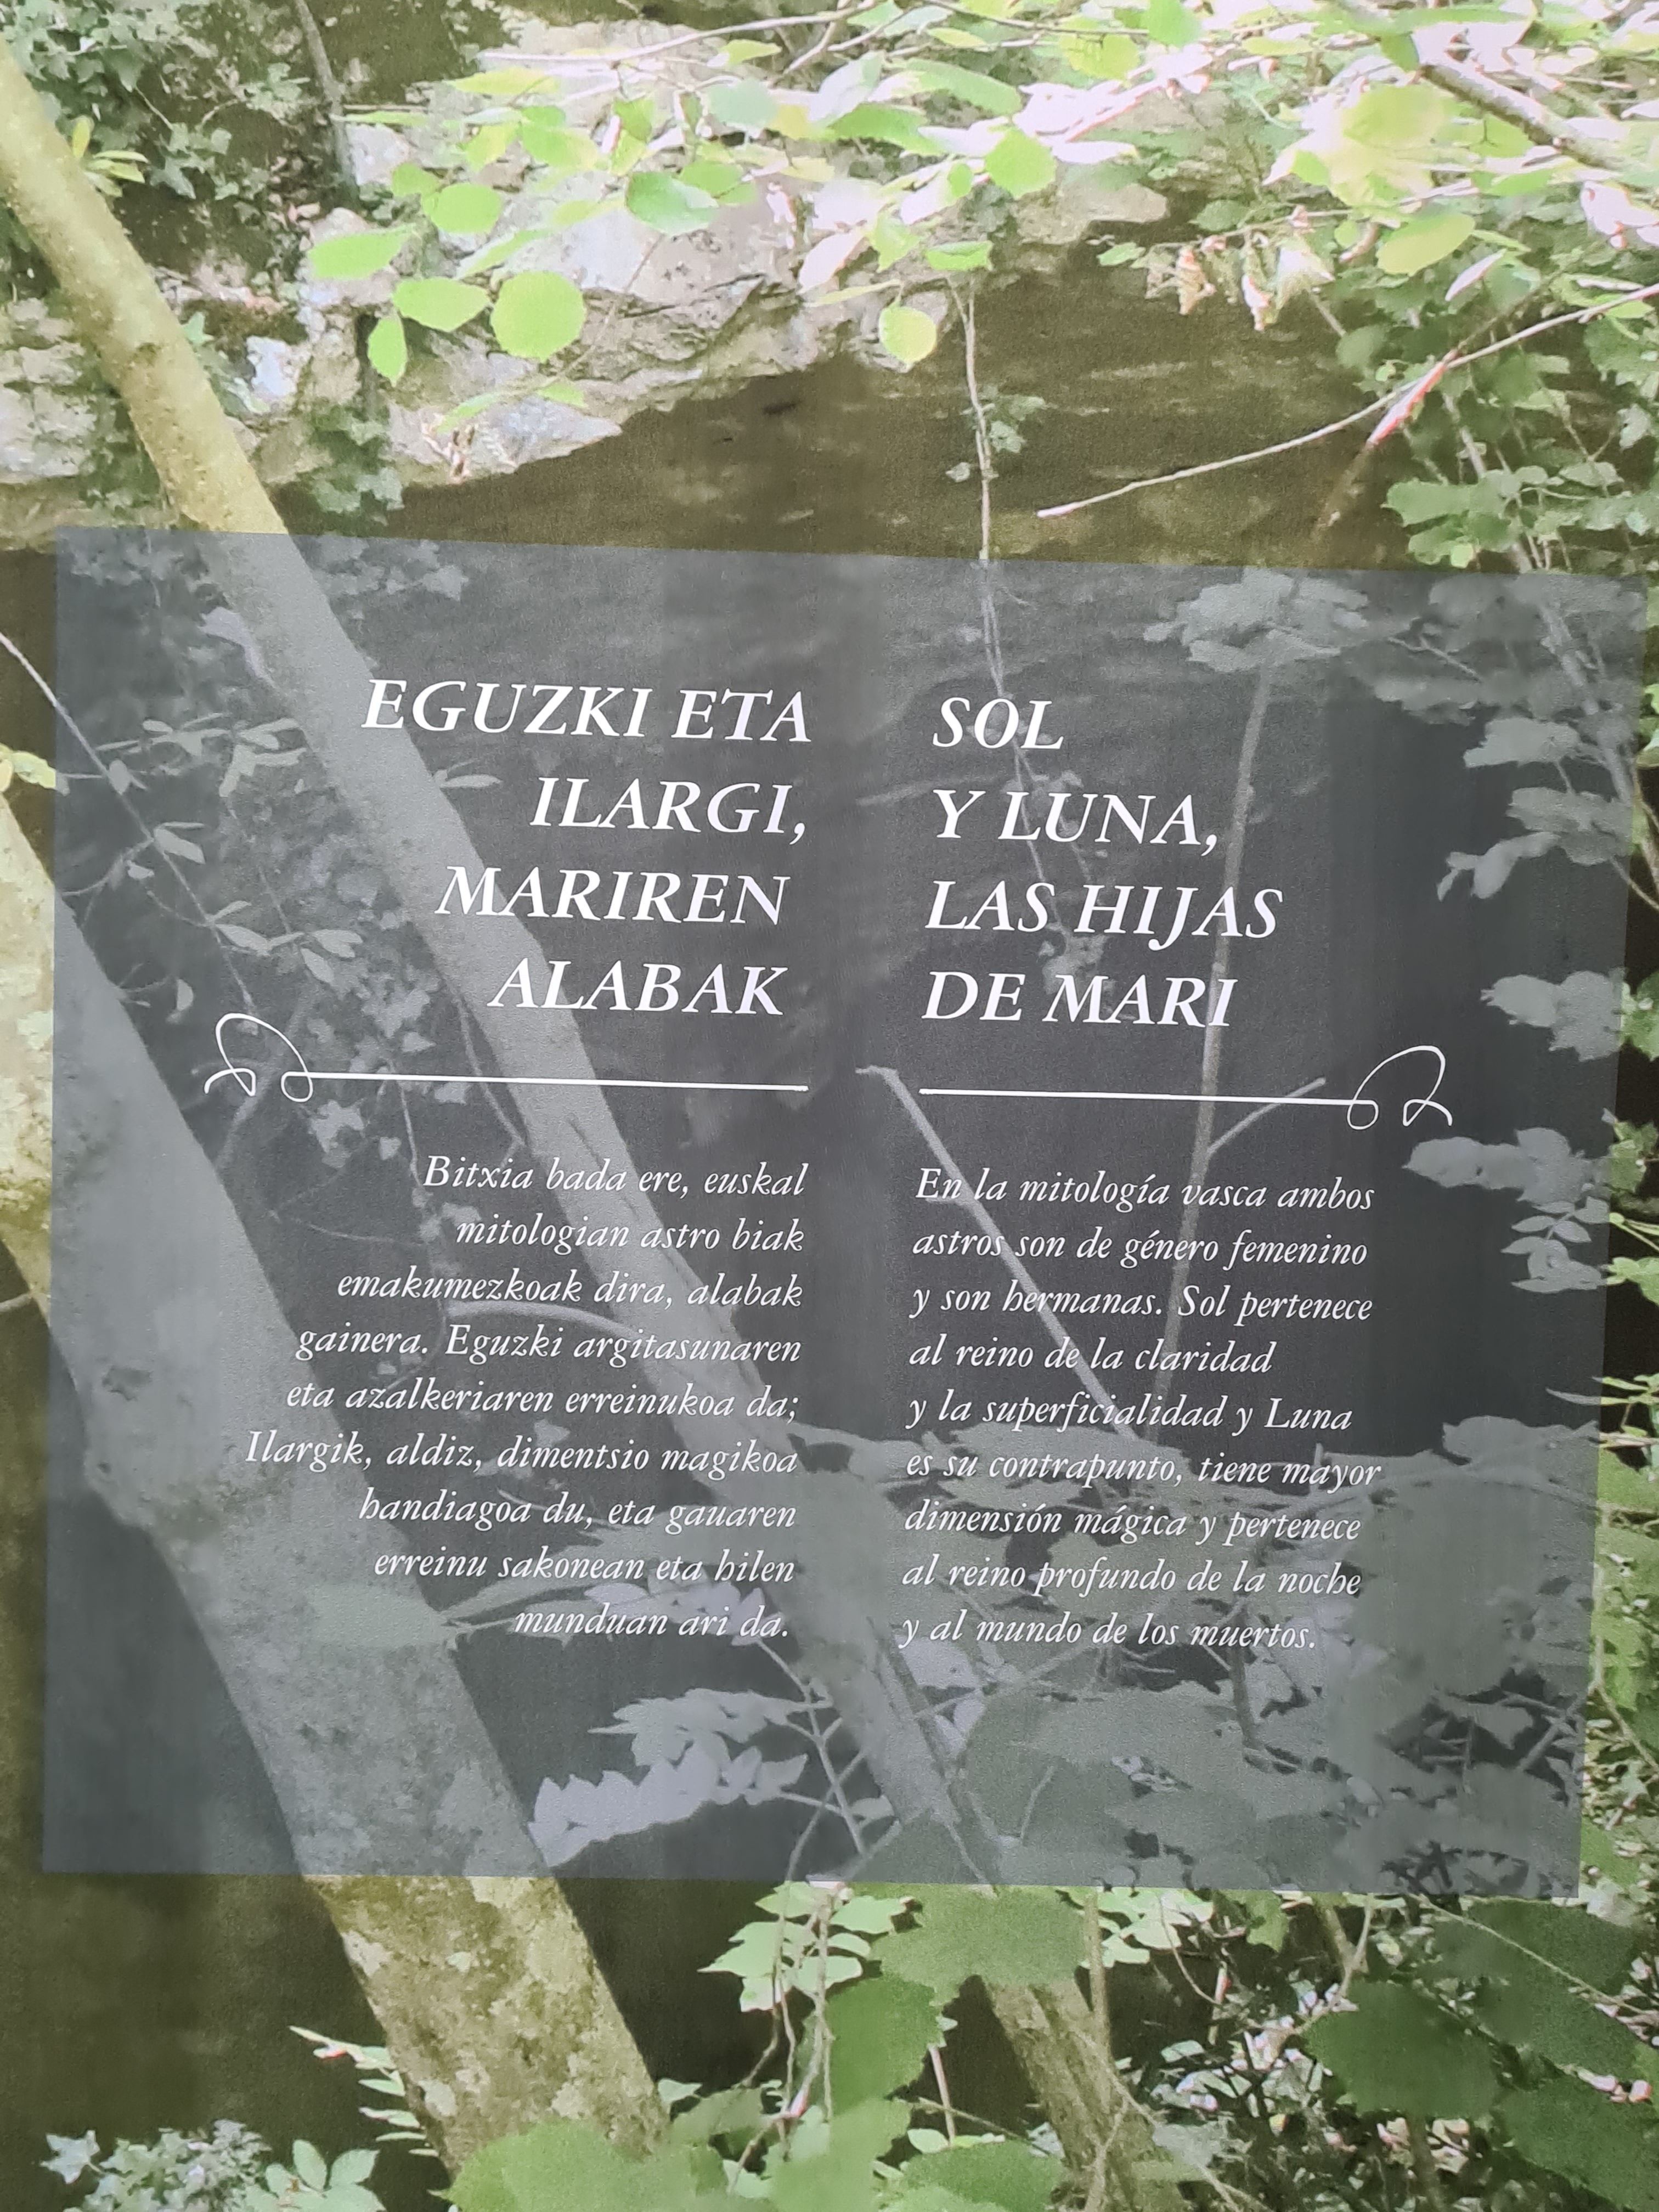 EGUZKI ETA
ILARGI,
MARIREN
ALABAK
Bitxia bada ere, euskal
mitologian astro biak
emakumezkoak dira, alabak
gainera. Eguzki argitasunaren
eta azalkeriaren erreinukoa da;
Ilargik, aldiz, dimentsio magikoa
handiagoa du, eta gauaren
erreinu sakonean eta hilen
munduan ari da.
SOL
Y LUNA,
LAS HIJAS
DE MARI
En la mitología vasca ambos
astros son de género femenino
y son hermanas. Sol pertenece
al reino de la claridad
y la superficialidad y Luna
es su contrapunto, tiene mayor
dimensión mágica y pertenece
al reino profundo de la noche
y al mundo de los muertos.